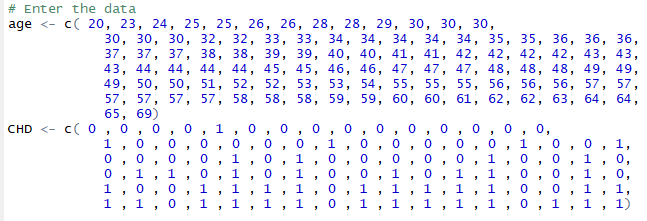 # Enter the data
age <- c( 20, 23, 24, 25, 25, 26, 26, 28, 28, 29, 30, 30, 30,
30, 30, 30, 32, 32, 33, 33, 34, 34, 34, 34, 34, 35, 35, 36, 36, 36,
37, 37, 37, 38, 38, 39, 39, 40, 40, 41, 41, 42, 42, 42, 42, 43, 43,
43, 44, 44, 44, 44, 45, 45, 46, 46, 47, 47, 47, 48, 48, 48, 49, 49,
49, 50, 50, 51, 52, 52, 53, 53, 54, 55, 55, 55, 56, 56, 56, 57, 57,
57, 57, 57, 57, 58, 58, 58, 59, 59, 60, 60, 61, 62, 62, 63, 64, 64,
65, 69)
CHD <- c( 0 , 0 , 0 , 0 , 1 , 0 , 0 , 0 , 0 , 0 , 0 , 0 , 0 , 0 , 0,
1 , 0 , 0 , 0 , 0 , 0 , 0 , 1 , 0 , 0 , 0 , 0 , 0 , 1 , 0 , 0 , 1,
0 , 0 , 0 , 0 , 1 , 0 , 1 , 0 , 0 , 0 , 0 , 1 , 0 , 0 , 0 , 1 , 0,
0 , 1 , 1 , 0 , 1 , 0 , 1 , 0 , 0 , 1 , 0 , 1 , 1 , 0 , 0 , 1 , 0,
1 , 0 , 0 , 1 , 1 , 1 , 1 , 0 , 1 , 1 , 1 , 1 , 1 , 0 , 0 , 1 , 1,
1 , 1 , 0 , 1 , 1 , 1 , 1 , 0 , 1 , 1 , 1 , 1 , 1 , 0 , 1 , 1 , 1)